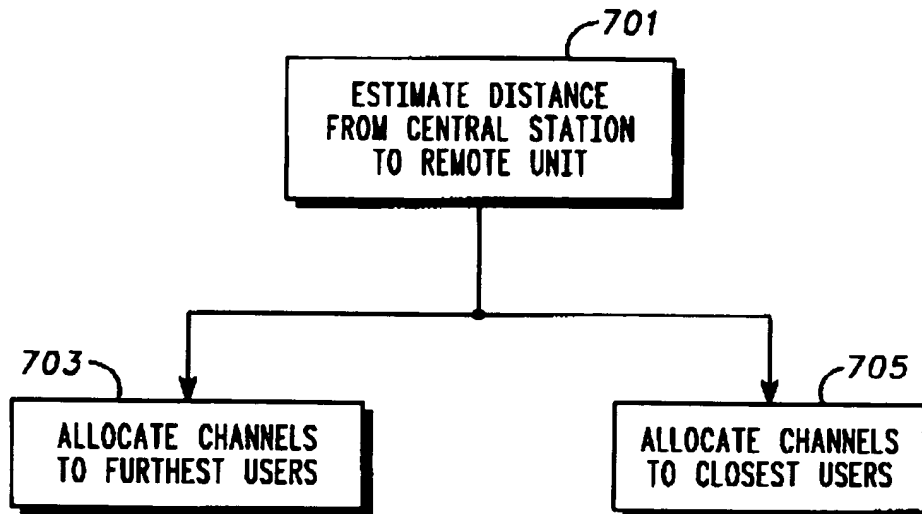 701
ESTIMATE DISTANCE
FROM CENTRAL STATION
TO REMOTE UNIT
703
ALLOCATE CHANNELS
TO FURTHEST USERS
705
ALLOCATE CHANNELS
TO CLOSEST USERS